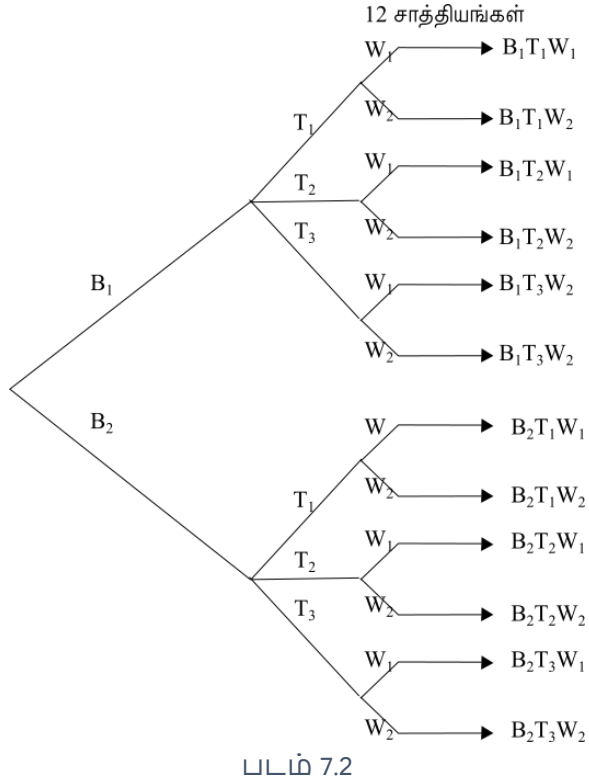 12 சாத்தியங்கள்
W₁ B₁T₁W₁
T₁ W₂ B₁T₁W₂
T₂ W₁ B₁T₂W₁
T₃ W₂ B₁T₂W₂
B₁ W₁ B₁T₃W₂
W₂ B₁T₃W₂
B₂ W B₂T₁W₁
T₁ W₂ B₂T₁W₂
T₂ W₁ B₂T₂W₁
T₃ W₂ B₂T₂W₂
W₁ B₂T₃W₁
W₂ B₂T₃W₂
படம் 7.2